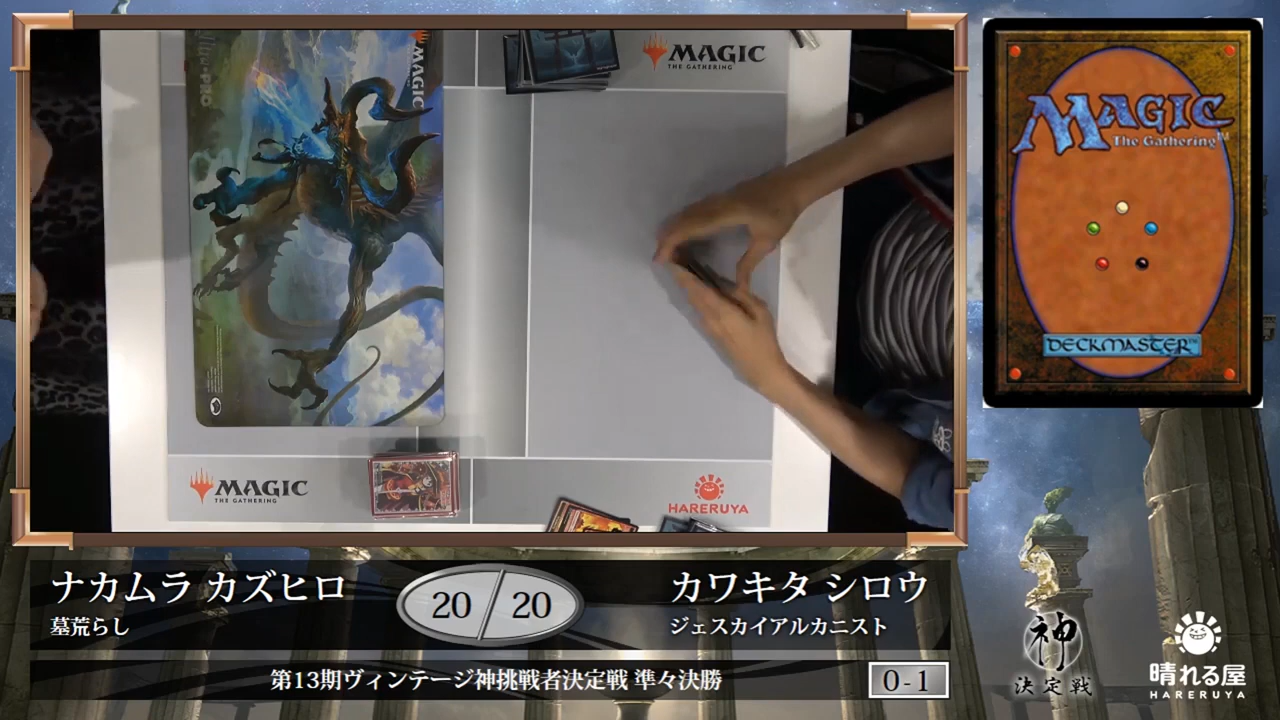 MAGIC
THE GATHERING
ULTRA-PRO
MAGIC
MAGIC
The Gathering
DECKMASTER
MAGIC
THE GATHERING
HARERUYA
ナカムラ カズヒロ
墓荒らし
20 / 20
カワキタ シロウ
ジェスカイアルカニスト
第13期ヴィンテージ神挑戦者決定戦 準々決勝
0-1
神
決定戦
晴れる屋
HARERUYA